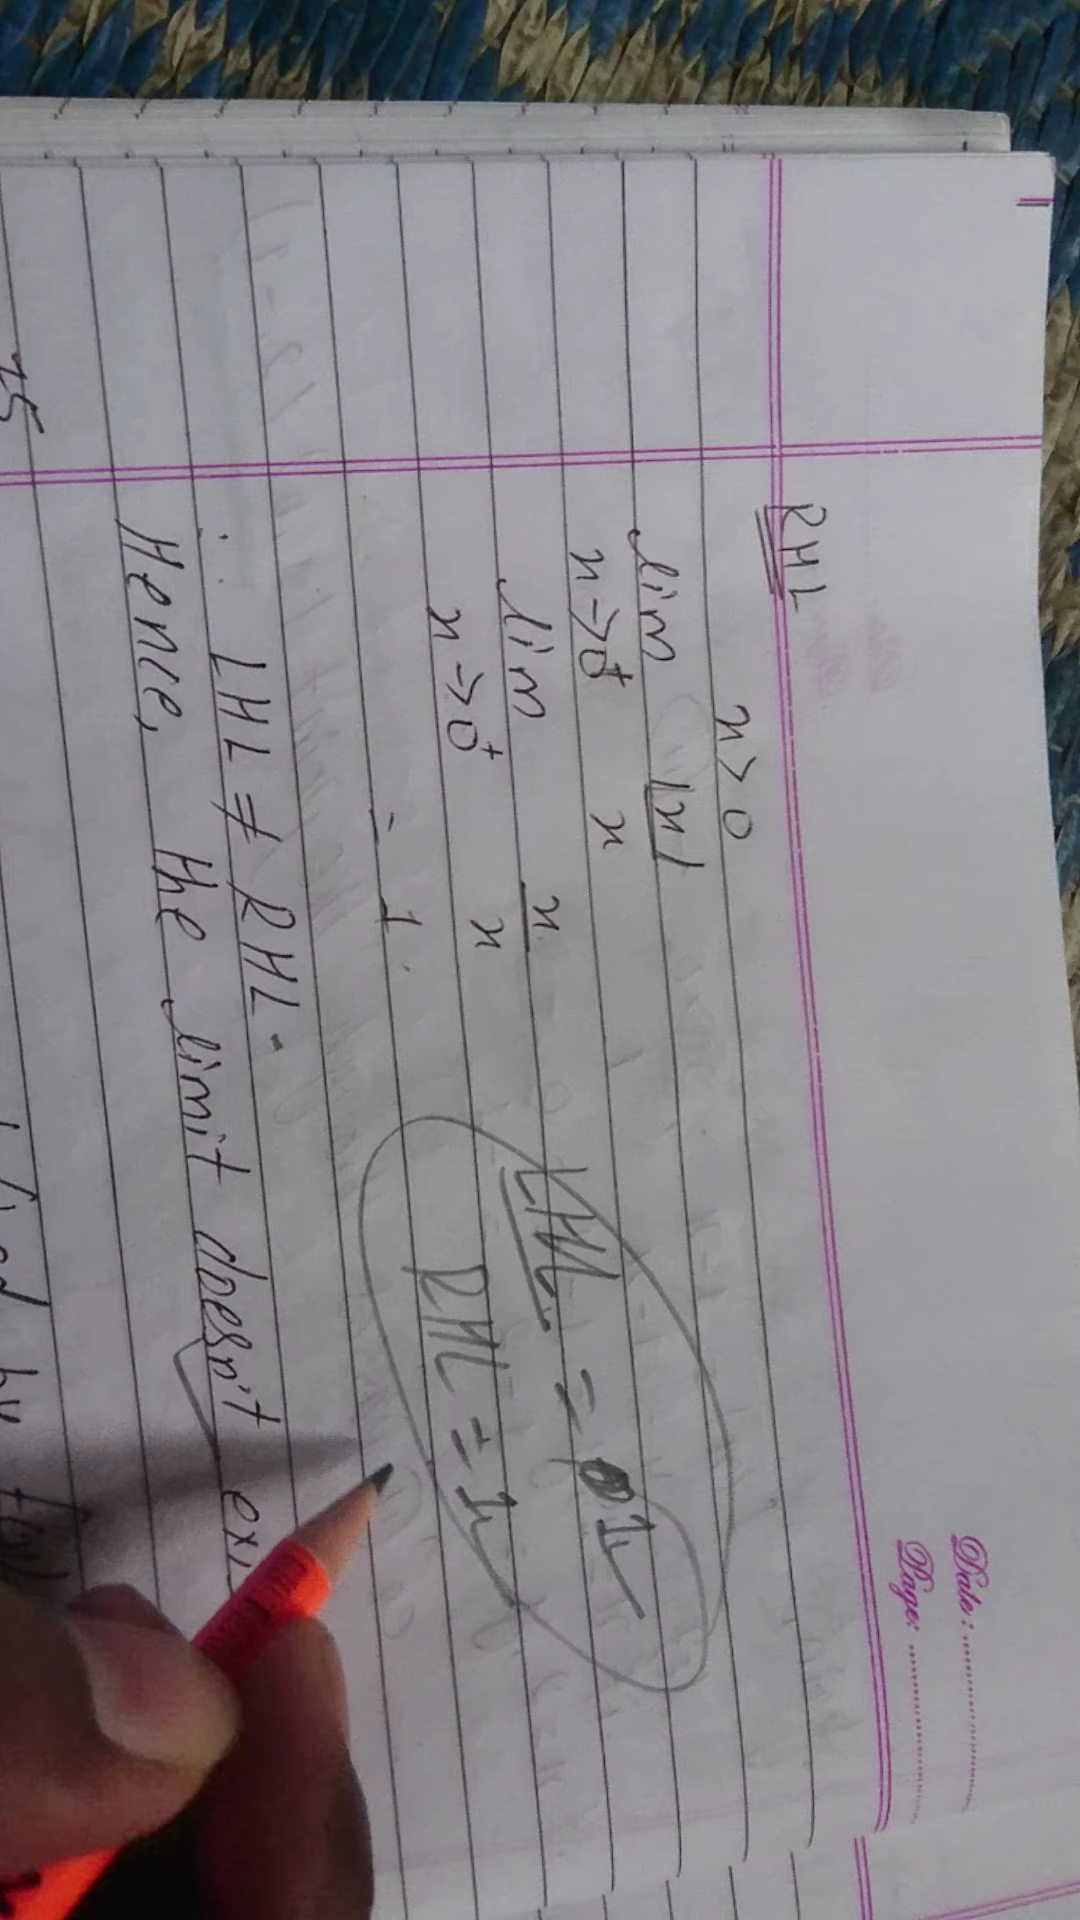 Date:
Page:
RHL
x > 0
lim |x|
x->0+ x
lim x
x->0+ x
= 1.
LHL = 1
RHL = 1
∴ LHL ≠ RHL.
Hence, the limit doesn't